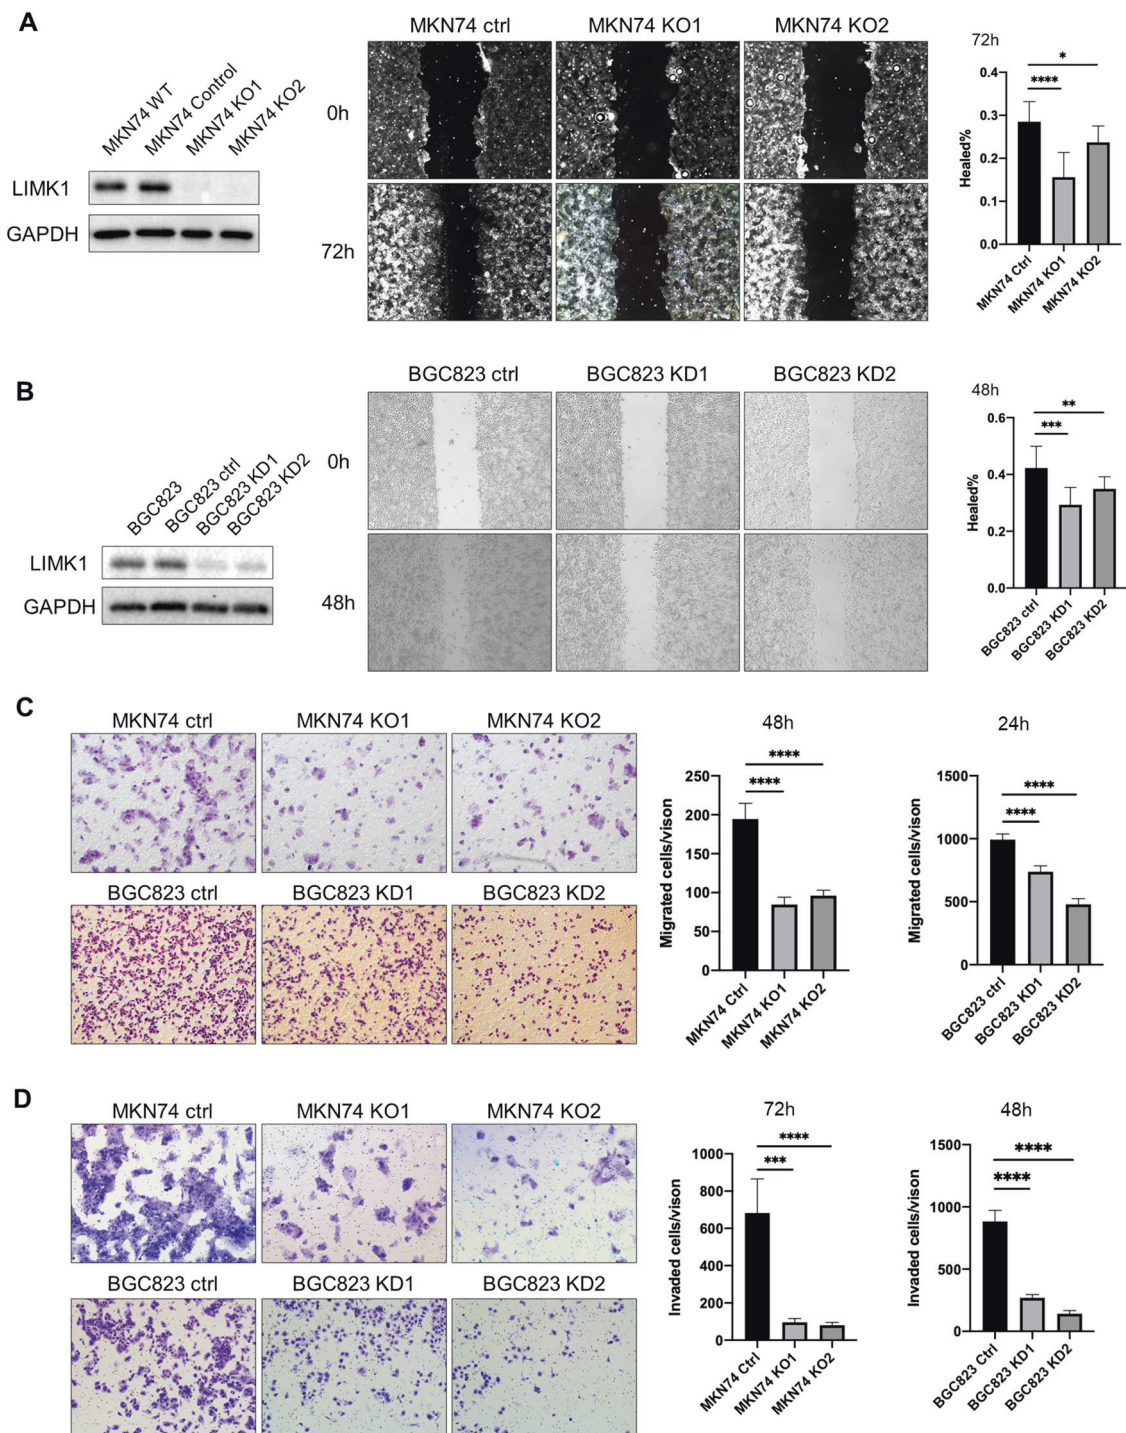 A
MKN74 WT
MKN74 Control
MKN74 KO1
MKN74 KO2
LIMK1
GAPDH
MKN74 ctrl
MKN74 KO1
MKN74 KO2
0h
72h
72h
Healed%
0.4
0.3
0.2
0.1
0.0
*
****
MKN74 Ctrl
MKN74 KO1
MKN74 KO2
B
BGC823
BGC823 ctrl
BGC823 KD1
BGC823 KD2
LIMK1
GAPDH
BGC823 ctrl
BGC823 KD1
BGC823 KD2
0h
48h
48h
Healed%
0.6
0.4
0.2
0.0
**
***
BGC823 ctrl
BGC823 KD1
BGC823 KD2
C
MKN74 ctrl
MKN74 KO1
MKN74 KO2
BGC823 ctrl
BGC823 KD1
BGC823 KD2
48h
Migrated cells/vison
250
200
150
100
50
0
****
****
MKN74 Ctrl
MKN74 KO1
MKN74 KO2
24h
Migrated cells/vison
1500
1000
500
0
****
****
BGC823 ctrl
BGC823 KD1
BGC823 KD2
D
MKN74 ctrl
MKN74 KO1
MKN74 KO2
BGC823 ctrl
BGC823 KD1
BGC823 KD2
72h
Invaded cells/vison
1000
800
600
400
200
0
****
***
MKN74 Ctrl
MKN74 KO1
MKN74 KO2
48h
Invaded cells/vison
1500
1000
500
0
****
****
BGC823 Ctrl
BGC823 KD1
BGC823 KD2